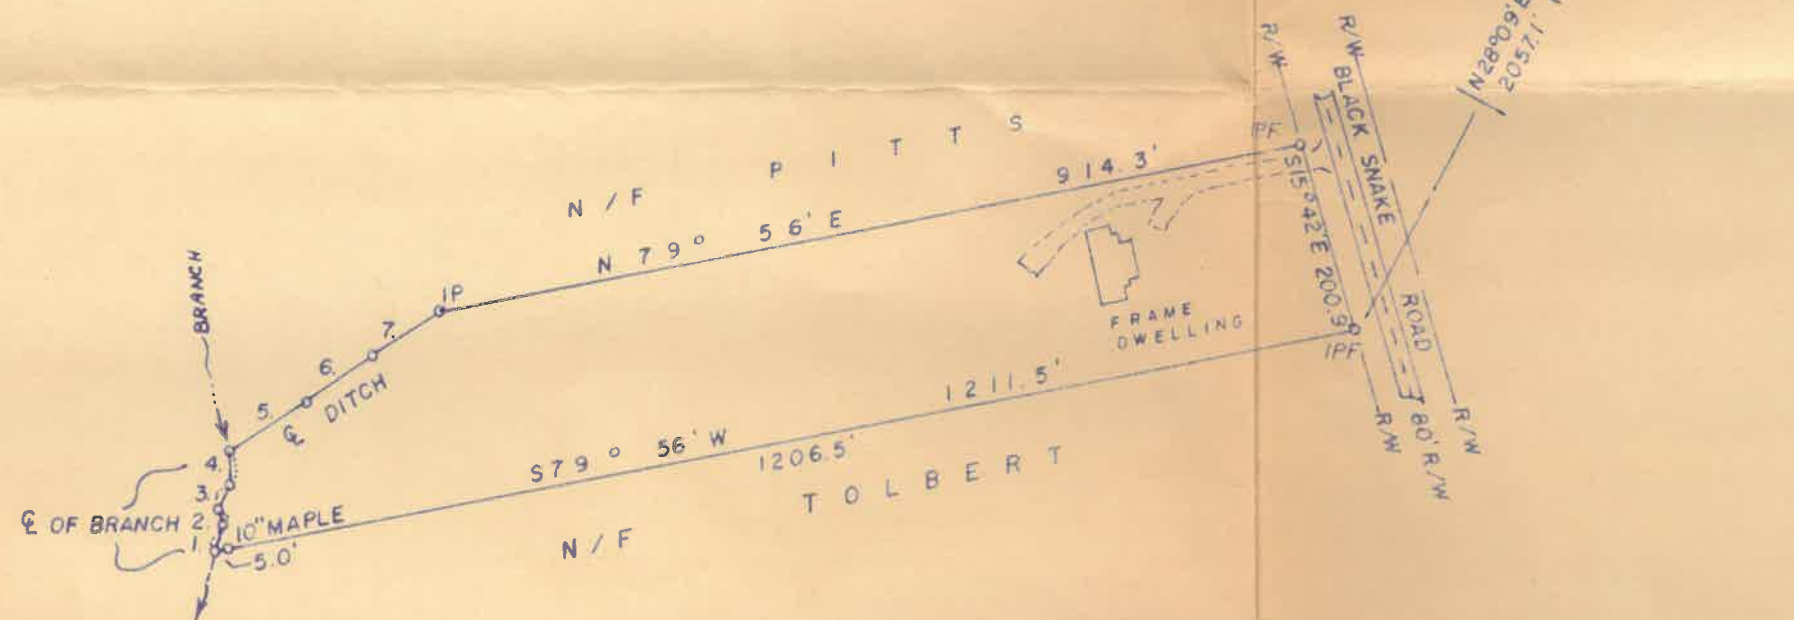 N28°09'E
2057.1'
R/W
R/W
BLACK SNAKE ROAD
IPF
N/F PITTS
N 79° 56' E
914.3'
S15°42'E 200.9'
BRANCH
IP
7.
6.
5.
℄ DITCH
FRAME
DWELLING
IPF
1211.5'
S79° 56' W
1206.5'
R/W
80' R/W
R/W
4.
3.
℄ OF BRANCH 2.
10" MAPLE
1.
5.0'
N/F TOLBERT